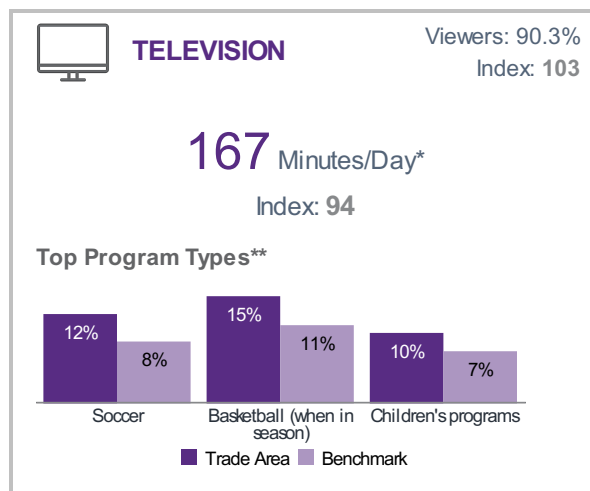 TELEVISION
Viewers: 90.3%
Index: 103
167 Minutes/Day*
Index: 94
Top Program Types**
12%
8%
15%
11%
10%
7%
Soccer
Basketball (when in
season)
Children's programs
Trade Area
Benchmark